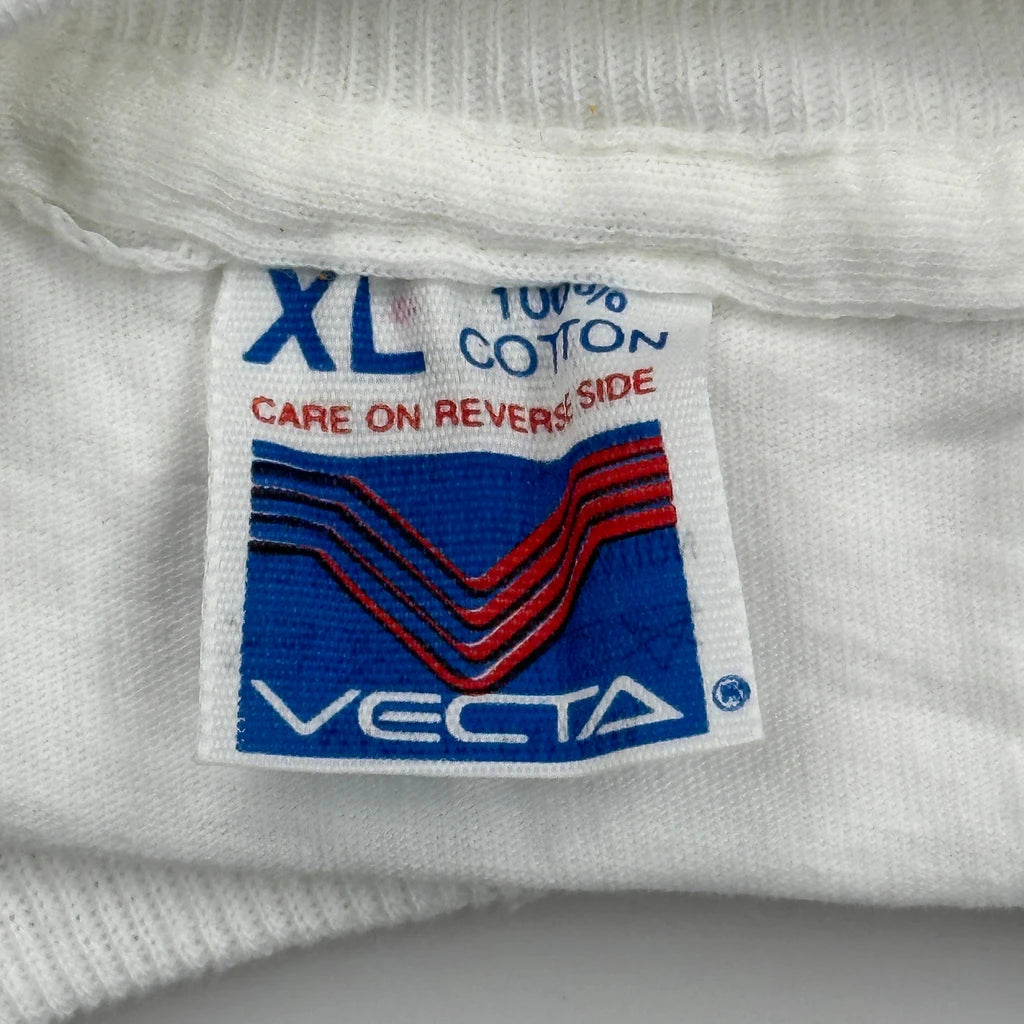 XL 100%
COTTON
CARE ON REVERSE SIDE
VECTA ®